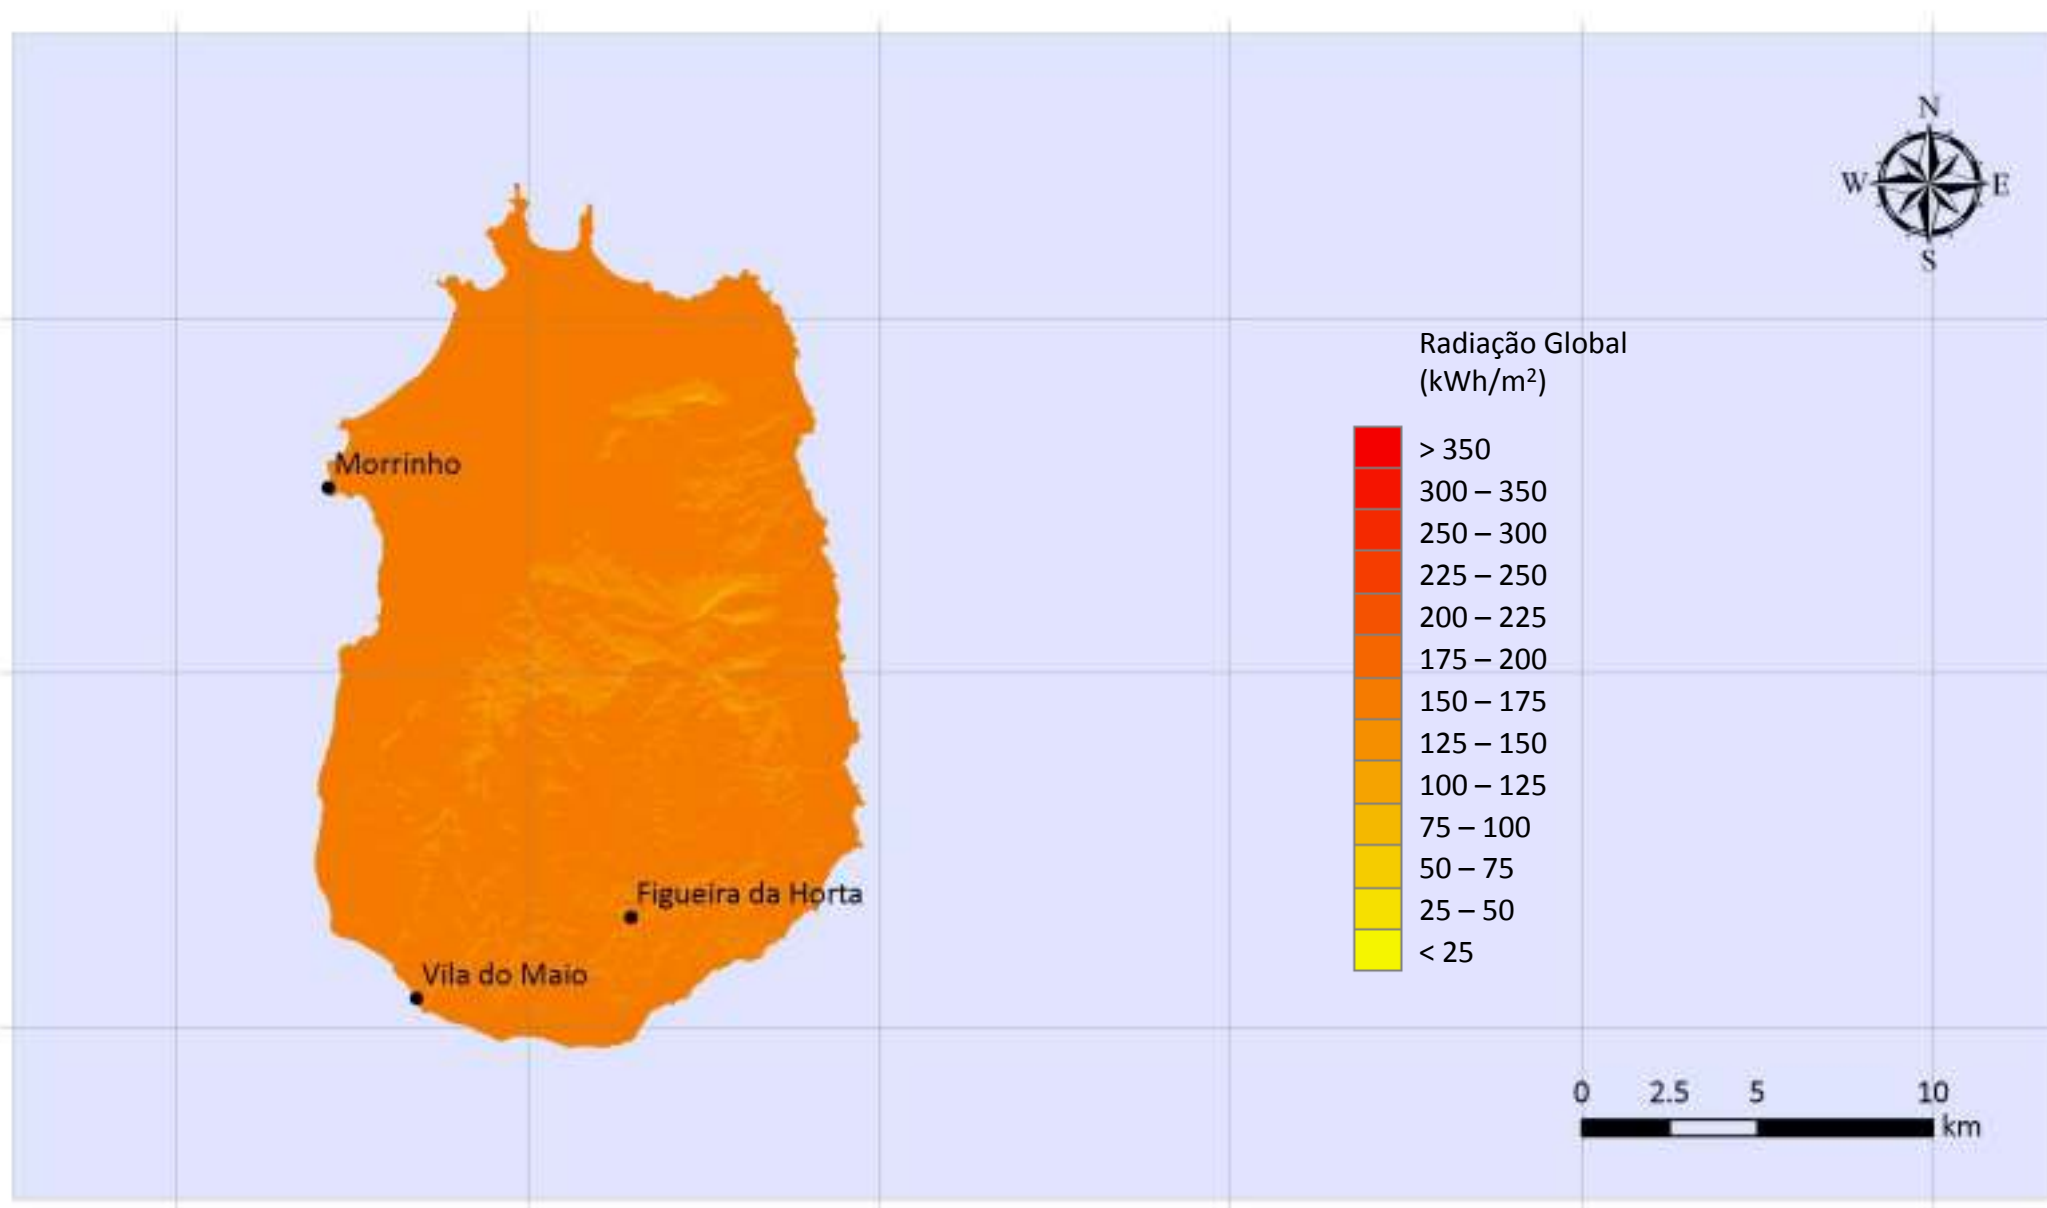 N
W E
S
Radiação Global
(kWh/m²)
Morrinho
> 350
300 – 350
250 – 300
225 – 250
200 – 225
175 – 200
150 – 175
125 – 150
100 – 125
75 – 100
50 – 75
25 – 50
< 25
Figueira da Horta
Vila do Maio
0 2.5 5 10
km